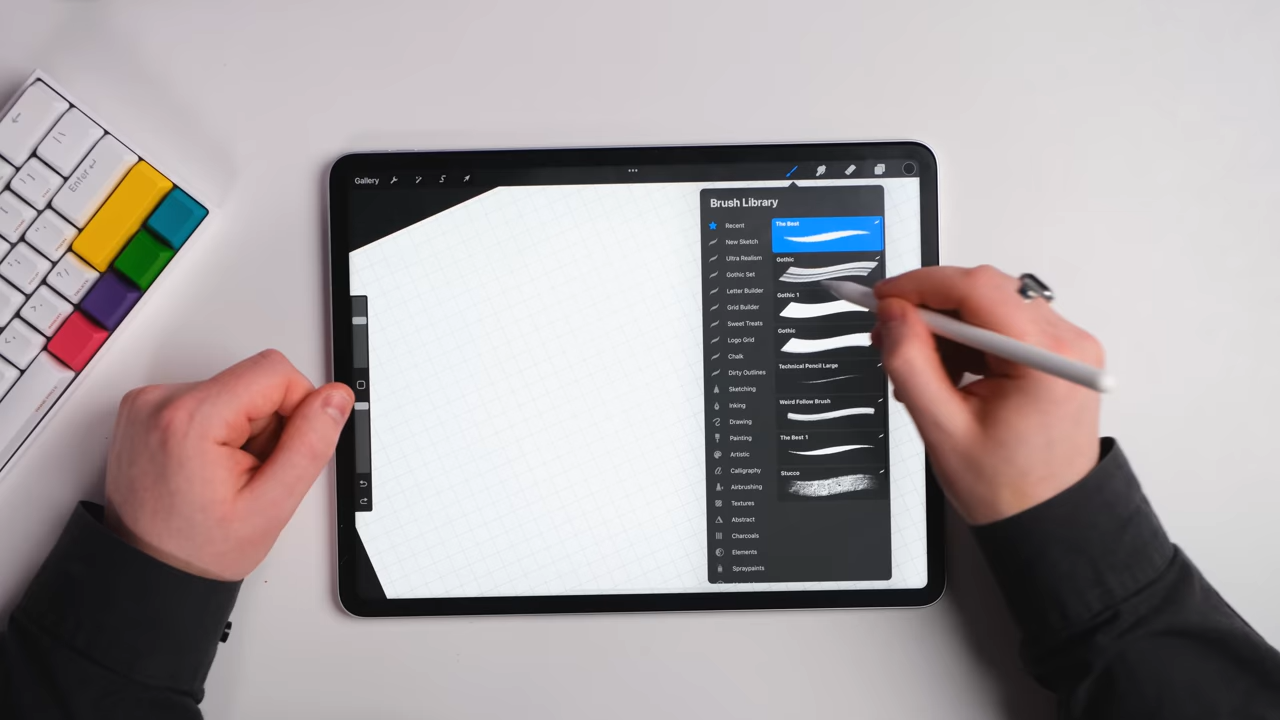 Enter
Gallery
Brush Library
Recent
New Sketch
Ultra Realism
Gothic Set
Letter Builder
Grid Builder
Sweet Treats
Logo Grid
Chalk
Dirty Outlines
Sketching
Inking
Drawing
Painting
Artistic
Calligraphy
Airbrushing
Textures
Abstract
Charcoals
Elements
Spraypaints
The Best
Gothic
Gothic 1
Gothic
Technical Pencil Large
Weird Follow Brush
The Best 1
Stucco